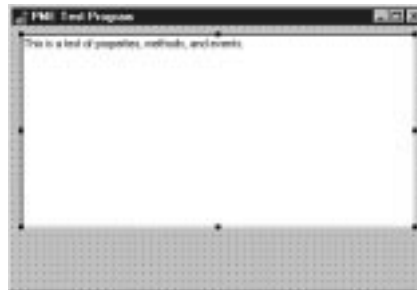 PME Test Program
This is a test of properties, methods, and events.